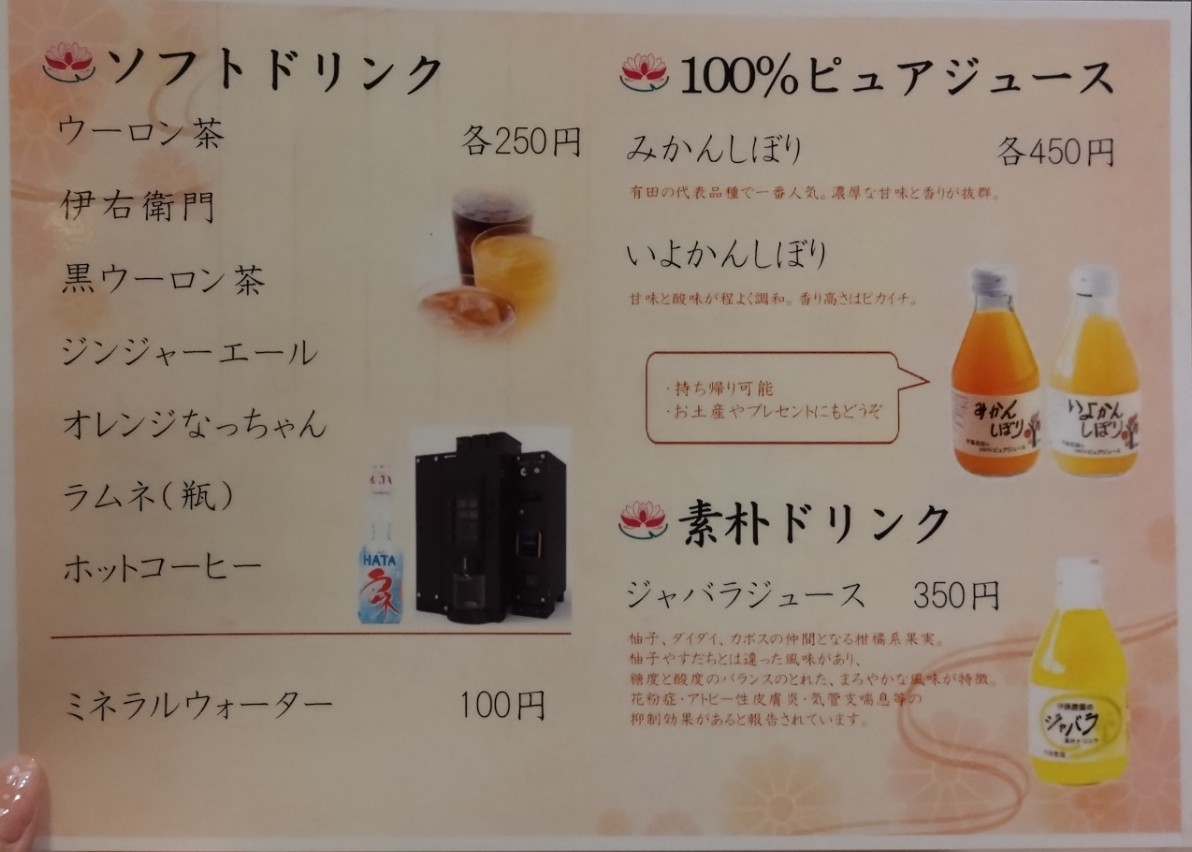 ソフトドリンク
ウーロン茶 各250円
伊右衛門
黒ウーロン茶
ジンジャーエール
オレンジなっちゃん
ラムネ(瓶)
ホットコーヒー
HATA
ミネラルウォーター 100円
100%ピュアジュース
みかんしぼり 各450円
有田の代表品種で一番人気。濃厚な甘味と香りが抜群。
いよかんしぼり
甘味と酸味が程よく調和。香り高さはピカイチ。
・持ち帰り可能
・お土産やプレゼントにもどうぞ
みかん
しぼり
いよかん
しぼり
素朴ドリンク
ジャバラジュース 350円
柚子、ダイダイ、カボスの仲間となる柑橘系果実。
柚子やすだちとは違った風味があり、
糖度と酸度のバランスのとれた、まろやかな風味が特徴。
花粉症・アトピー性皮膚炎・気管支喘息等の
抑制効果があると報告されています。
伊藤農園の
ジャバラ
素朴ドリンク